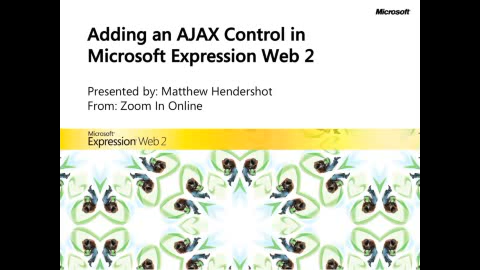 Microsoft
Adding an AJAX Control in
Microsoft Expression Web 2
Presented by: Matthew Hendershot
From: Zoom In Online
Microsoft
Expression Web 2